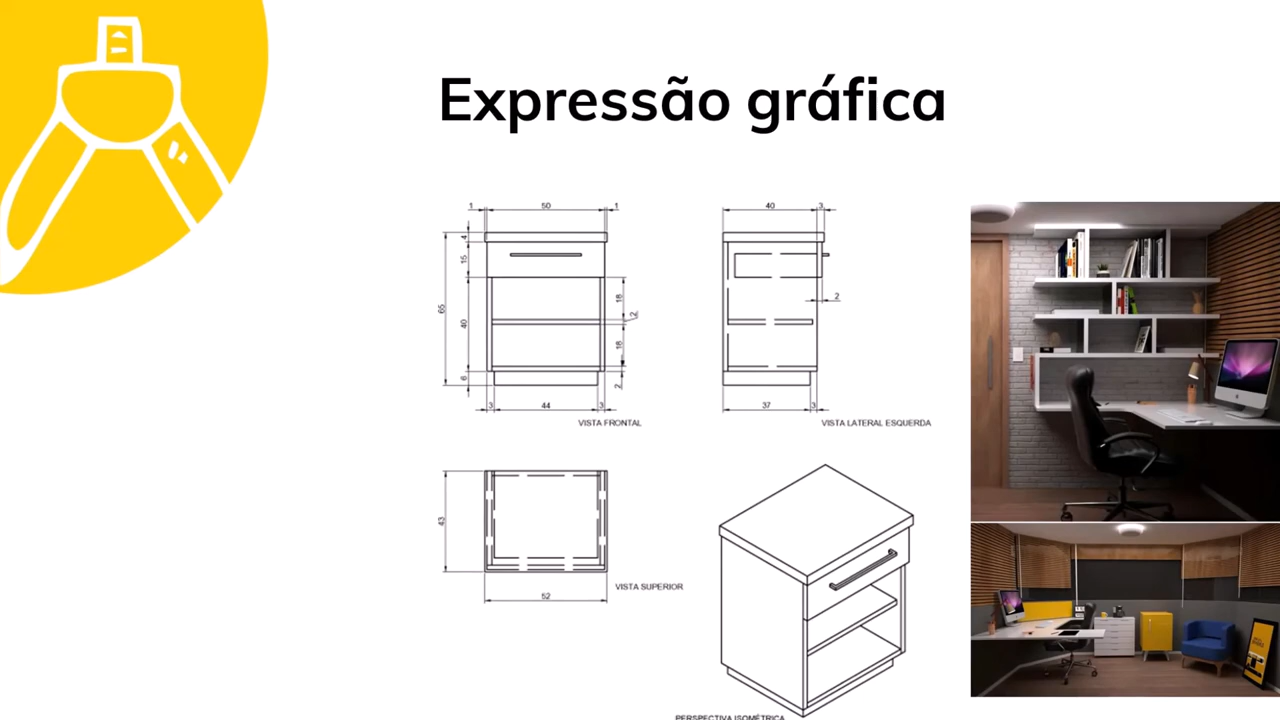 Expressão gráfica
1 50 1
40 3
4
15
65
40
6
18
2
18
2
2
3 44 3
37 3
VISTA FRONTAL
VISTA LATERAL ESQUERDA
43
52
VISTA SUPERIOR
PERSPECTIVA ISOMÉTRICA